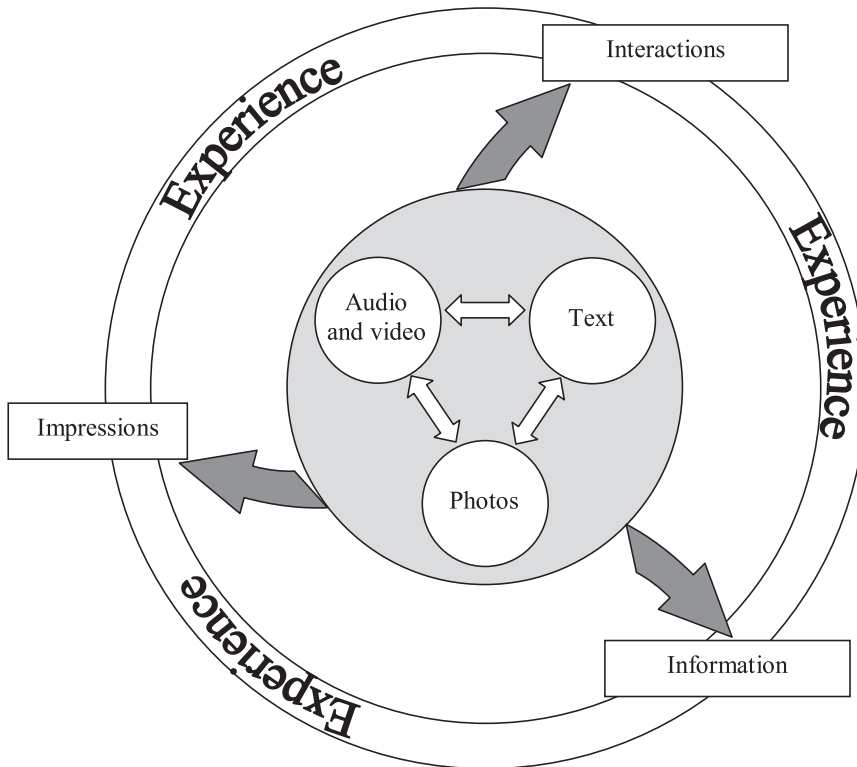 Interactions
Experience
Experience
Audio
and video
Text
Impressions
Photos
Experience
Information